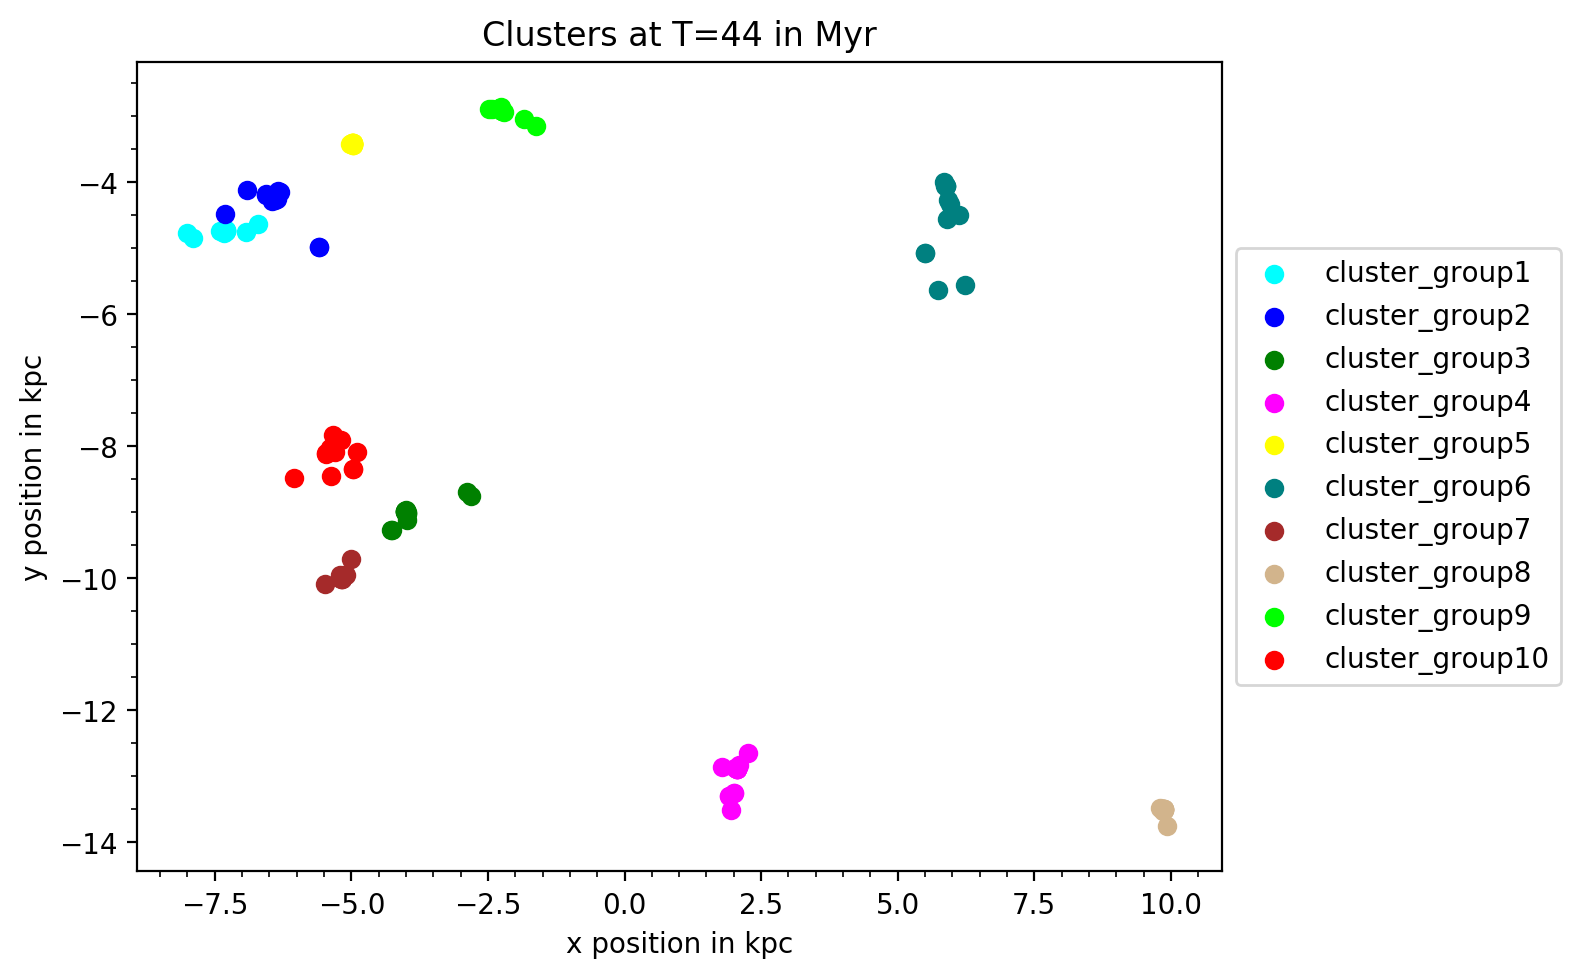 Clusters at T=44 in Myr
y position in kpc
−4
−6
−8
−10
−12
−14
−7.5 −5.0 −2.5 0.0 2.5 5.0 7.5 10.0
x position in kpc
cluster_group1
cluster_group2
cluster_group3
cluster_group4
cluster_group5
cluster_group6
cluster_group7
cluster_group8
cluster_group9
cluster_group10